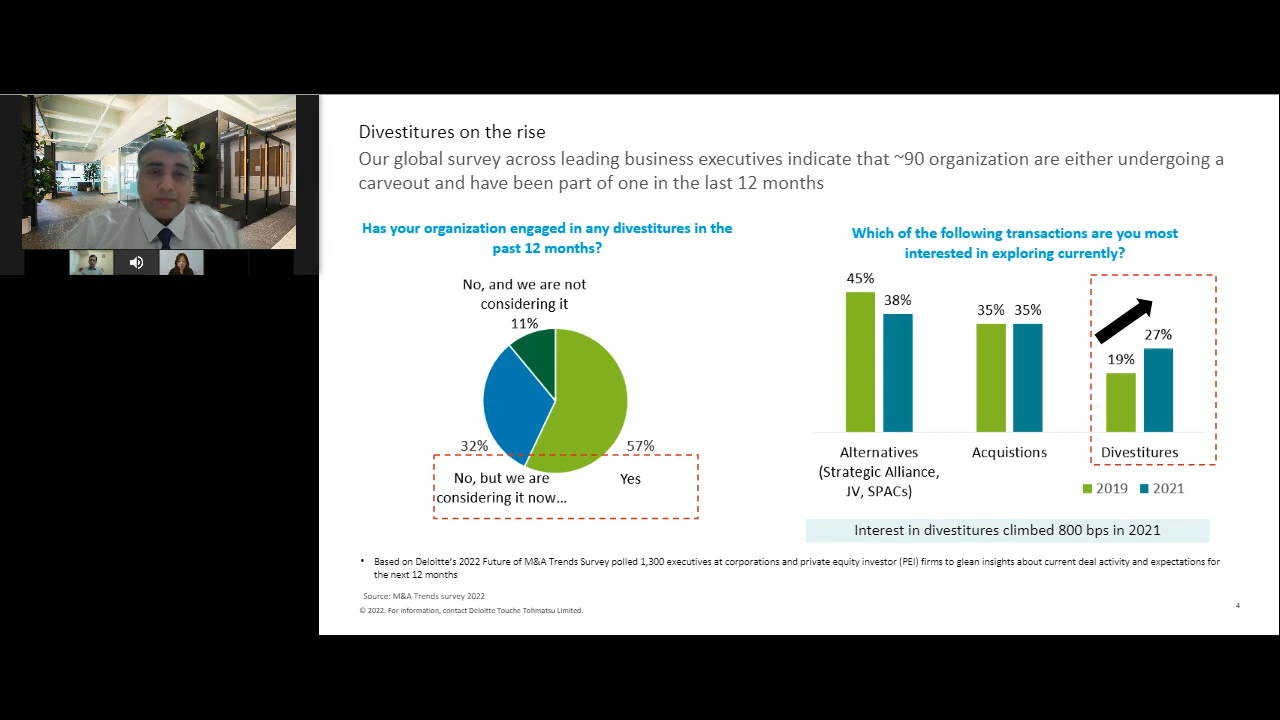 Divestitures on the rise
Our global survey across leading business executives indicate that ~90 organization are either undergoing a
carveout and have been part of one in the last 12 months
Has your organization engaged in any divestitures in the
past 12 months?
No, and we are not
considering it
11%
32%
57%
No, but we are
considering it now...
Yes
Which of the following transactions are you most
interested in exploring currently?
45%
38%
35%
35%
19%
27%
Alternatives
(Strategic Alliance,
JV, SPACs)
Acquistions
Divestitures
2019
2021
Interest in divestitures climbed 800 bps in 2021
• Based on Deloitte's 2022 Future of M&A Trends Survey polled 1,300 executives at corporations and private equity investor (PEI) firms to glean insights about current deal activity and expectations for
the next 12 months
Source: M&A Trends survey 2022
© 2022. For information, contact Deloitte Touche Tohmatsu Limited.
4